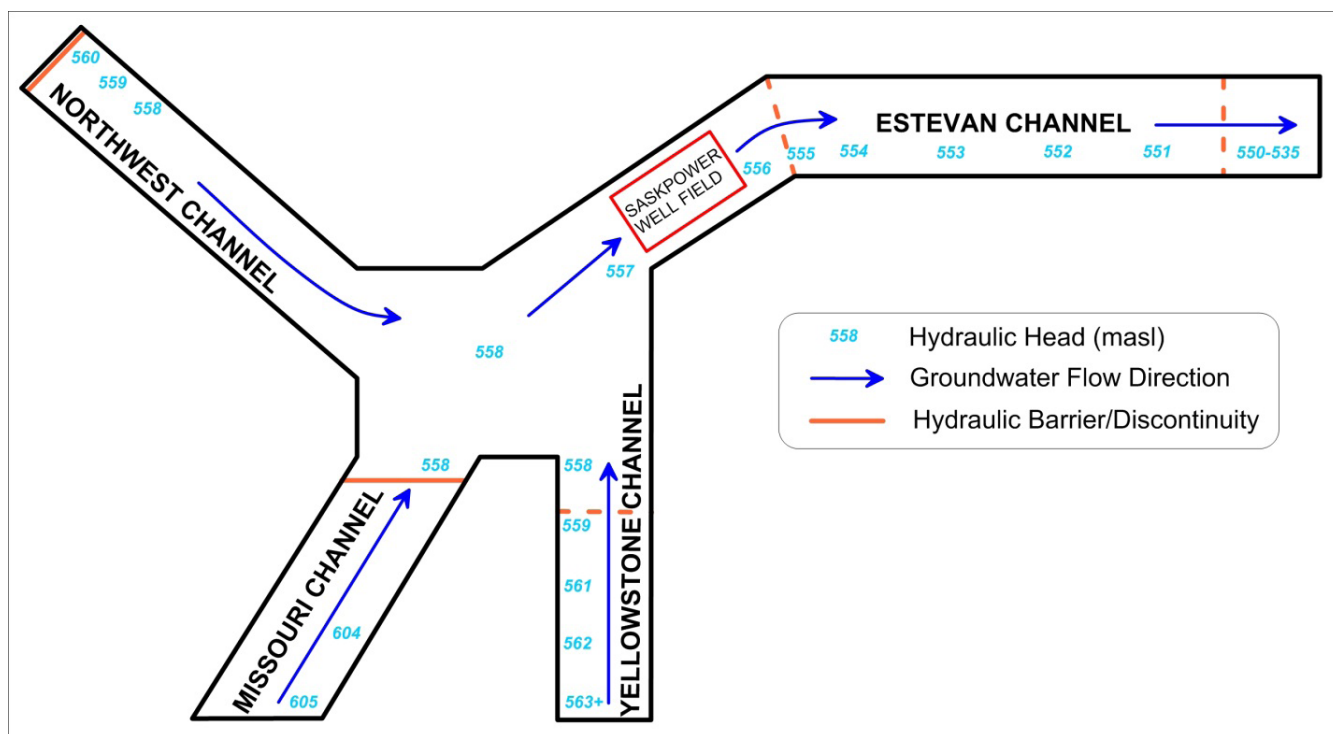 560
559
558
NORTHWEST CHANNEL
ESTEVAN CHANNEL
SASKPOWER
WELL FIELD
556
555
554
553
552
551
550-535
557
558
558 Hydraulic Head (masl)
Groundwater Flow Direction
Hydraulic Barrier/Discontinuity
558
MISSOURI CHANNEL
604
605
558
559
561
562
563+
YELLOWSTONE CHANNEL